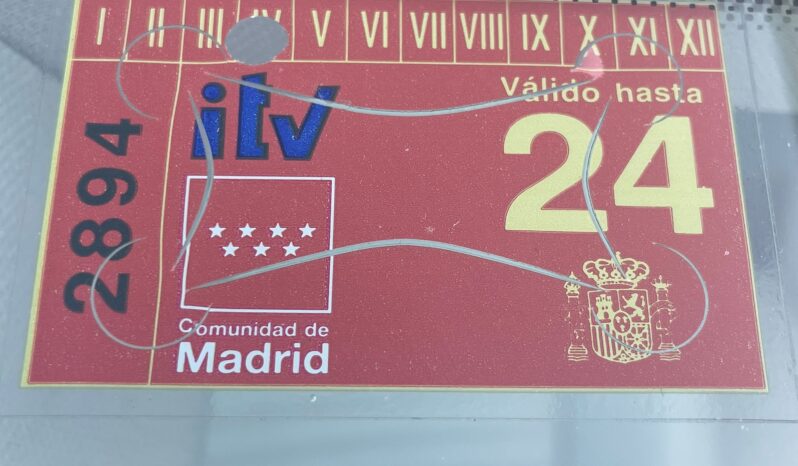 I II III IV V VI VII VIII IX X XI XII
itv
Válido hasta
24
2894
Comunidad de
Madrid